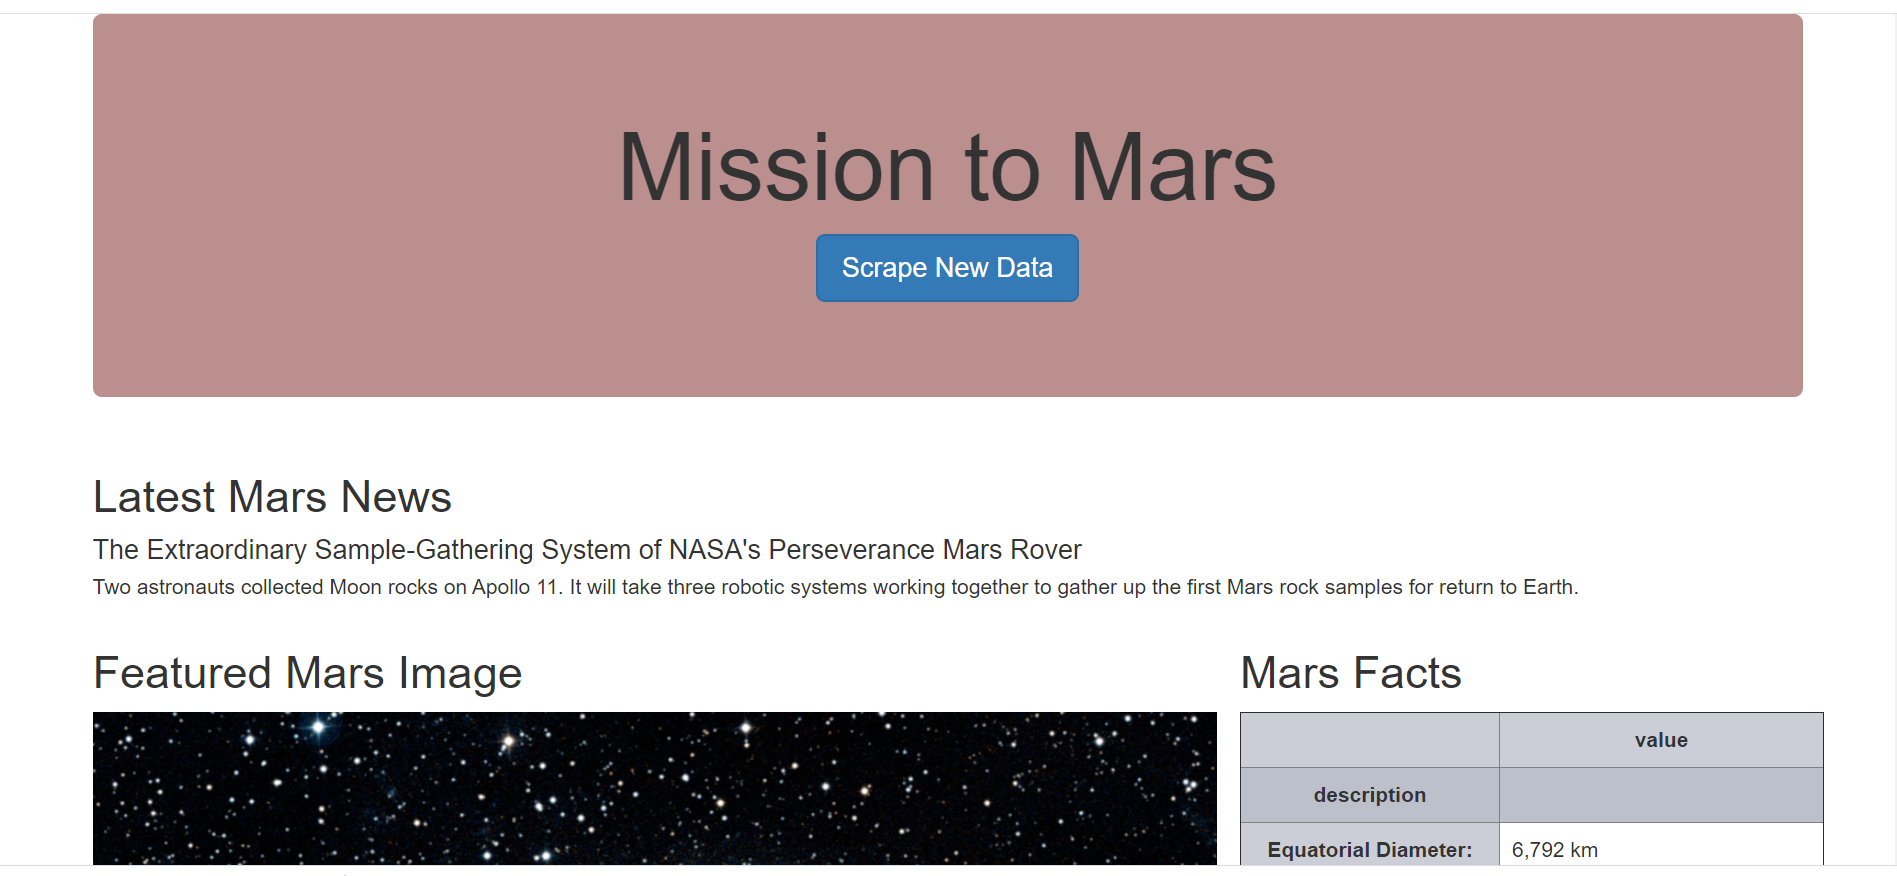 Mission to Mars
Scrape New Data
Latest Mars News
The Extraordinary Sample-Gathering System of NASA's Perseverance Mars Rover
Two astronauts collected Moon rocks on Apollo 11. It will take three robotic systems working together to gather up the first Mars rock samples for return to Earth.
Featured Mars Image
Mars Facts
value
description
Equatorial Diameter: 6,792 km